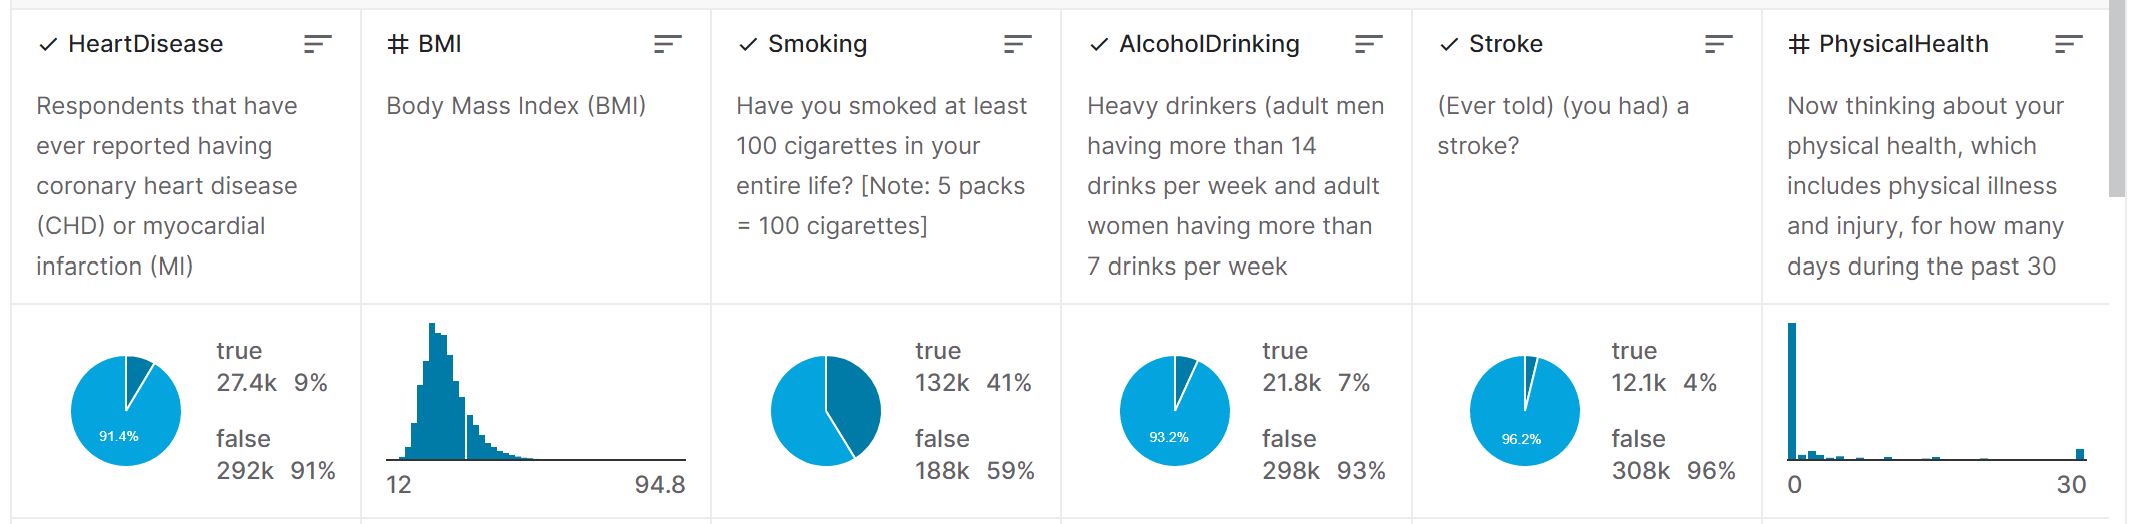 HeartDisease
Respondents that have
ever reported having
coronary heart disease
(CHD) or myocardial
infarction (MI)
true
27.4k 9%
false
292k 91%
91.4%
# BMI
Body Mass Index (BMI)
12
94.8
Smoking
Have you smoked at least
100 cigarettes in your
entire life? [Note: 5 packs
= 100 cigarettes]
true
132k 41%
false
188k 59%
AlcoholDrinking
Heavy drinkers (adult men
having more than 14
drinks per week and adult
women having more than
7 drinks per week
true
21.8k 7%
false
298k 93%
93.2%
Stroke
(Ever told) (you had) a
stroke?
true
12.1k 4%
false
308k 96%
96.2%
# PhysicalHealth
Now thinking about your
physical health, which
includes physical illness
and injury, for how many
days during the past 30
0
30